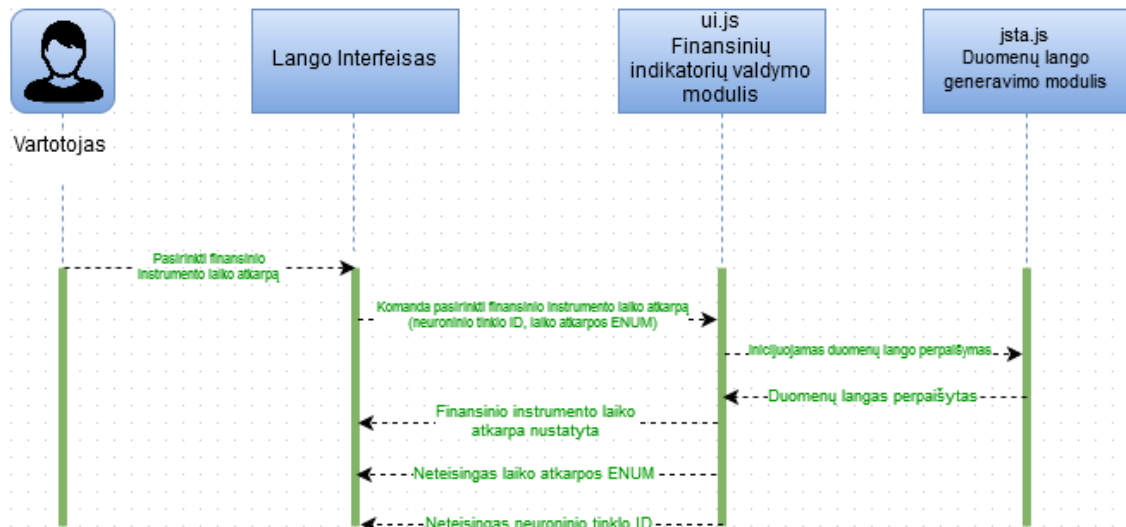 Vartotojas
Lango Interfeisas
ui.js
Finansinių
indikatorių valdymo
modulis
jsta.js
Duomenų lango
generavimo modulis
Pasirinkti finansinio
instrumento laiko atkarpą
Komanda pasirinkti finansinio instrumento laiko atkarpą
(neuroninio tinklo ID, laiko atkarpos ENUM)
Inicijuojamas duomenų lango perpaišymas
Duomenų langas perpaišytas
Finansinio instrumento laiko
atkarpa nustatyta
Neteisingas laiko atkarpos ENUM
Neteisingas neuroninio tinklo ID